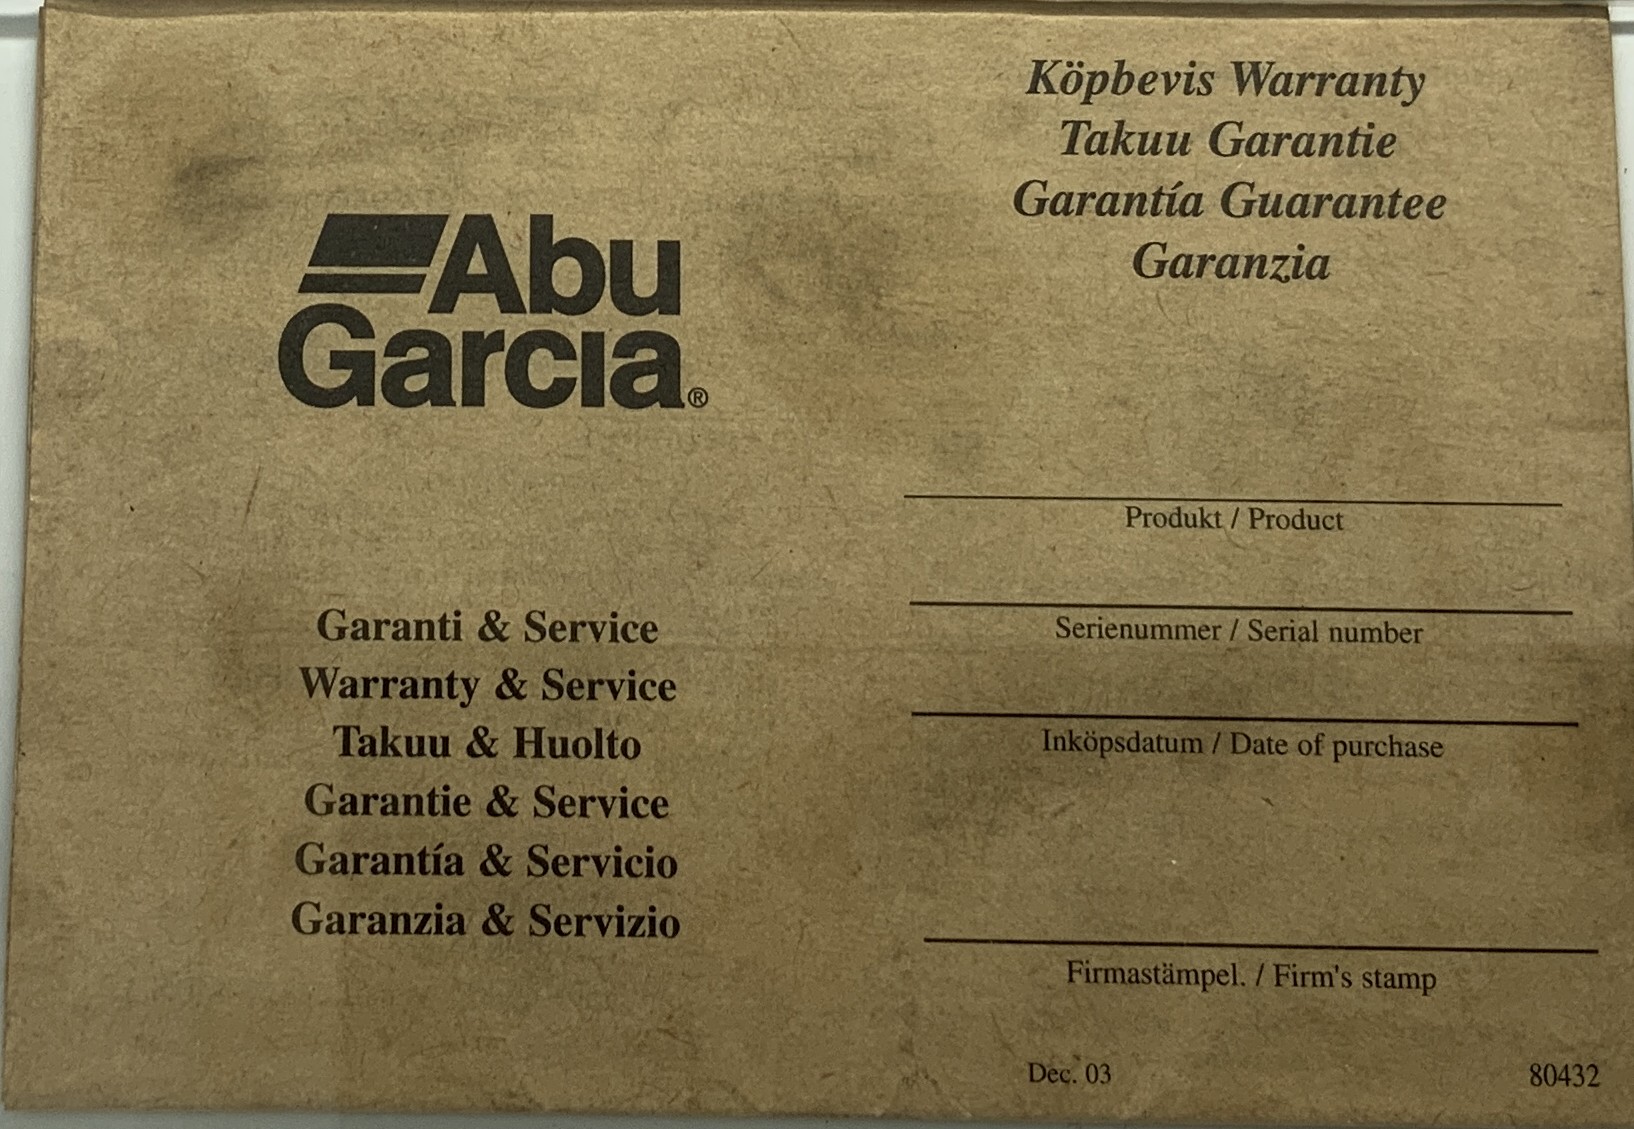 Abu
Garcia®
Garanti & Service
Warranty & Service
Takuu & Huolto
Garantie & Service
Garantía & Servicio
Garanzia & Servizio
Köpbevis Warranty
Takuu Garantie
Garantía Guarantee
Garanzia
Produkt / Product
Serienummer / Serial number
Inköpsdatum / Date of purchase
Firmastämpel. / Firm's stamp
Dec. 03
80432